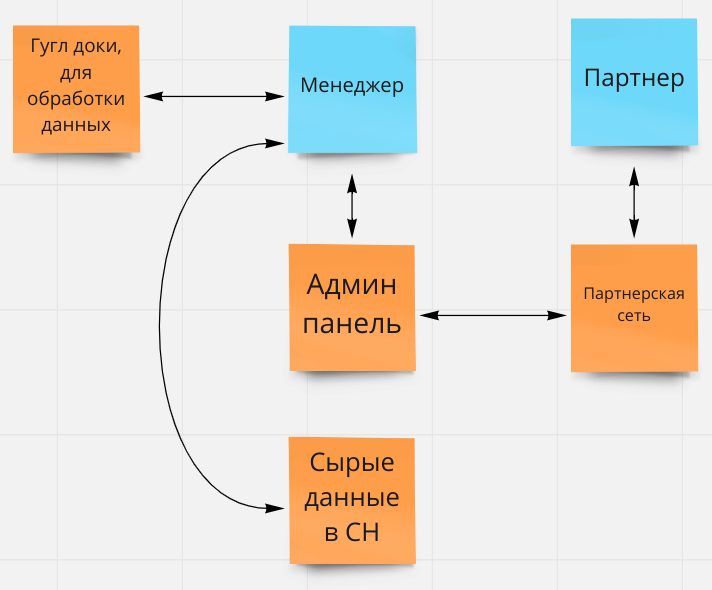 Гугл доки,
для
обработки
данных
Менеджер
Партнер
Админ
панель
Партнерская
сеть
Сырые
данные
в СН